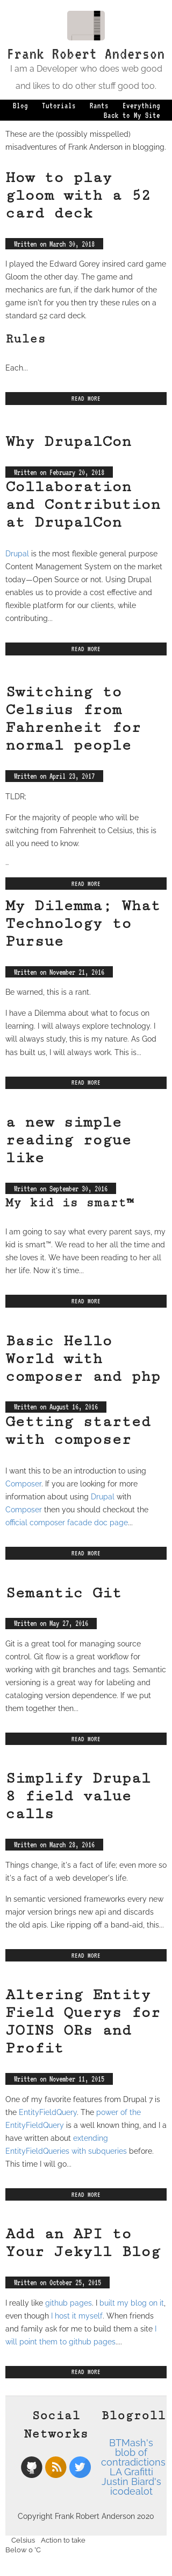 Frank Robert Anderson
I am a Developer who does web good
and likes to do other stuff good too.
Blog Tutorials Rants Everything
Back to My Site
These are the (possibly misspelled)
misadventures of Frank Anderson in blogging.
How to play
gloom with a 52
card deck
Written on March 30, 2018
I played the Edward Gorey insired card game
Gloom the other day. The game and
mechanics are fun, if the dark humor of the
game isn't for you then try these rules on a
standard 52 card deck.
Rules
Each...
READ MORE
Why DrupalCon
Written on February 20, 2018
Collaboration
and Contribution
at DrupalCon
Drupal is the most flexible general purpose
Content Management System on the market
today—Open Source or not. Using Drupal
enables us to provide a cost effective and
flexible platform for our clients, while
contributing...
READ MORE
Switching to
Celsius from
Fahrenheit for
normal people
Written on April 23, 2017
TLDR;
For the majority of people who will be
switching from Fahrenheit to Celsius, this is
all you need to know.
...
READ MORE
My Dilemma; What
Technology to
Pursue
Written on November 21, 2016
Be warned, this is a rant.
I have a Dilemma about what to focus on
learning. I will always explore technology. I
will always study, this is my nature. As God
has built us, I will always work. This is...
READ MORE
a new simple
reading rogue
like
Written on September 30, 2016
My kid is smart™
I am going to say what every parent says, my
kid is smart™. We read to her all the time and
she loves it. We have been reading to her all
her life. Now it's time...
READ MORE
Basic Hello
World with
composer and php
Written on August 16, 2016
Getting started
with composer
I want this to be an introduction to using
Composer. If you are looking for more
information about using Drupal with
Composer then you should checkout the
official composer facade doc page...
READ MORE
Semantic Git
Written on May 27, 2016
Git is a great tool for managing source
control. Git flow is a great workflow for
working with git branches and tags. Semantic
versioning is a great way for labeling and
cataloging version dependence. If we put
them together then...
READ MORE
Simplify Drupal
8 field value
calls
Written on March 28, 2016
Things change, it's a fact of life; even more so
it's a fact of a web developer's life.
In semantic versioned frameworks every new
major version brings new api and discards
the old apis. Like ripping off a band-aid, this...
READ MORE
Altering Entity
Field Querys for
JOINS ORs and
Profit
Written on November 11, 2015
One of my favorite features from Drupal 7 is
the EntityFieldQuery. The power of the
EntityFieldQuery is a well known thing, and I a
have written about extending
EntityFieldQueries with subqueries before.
This time I will go...
READ MORE
Add an API to
Your Jekyll Blog
Written on October 25, 2015
I really like github pages. I built my blog on it,
even though I host it myself. When friends
and family ask for me to build them a site I
will point them to github pages....
READ MORE
Social
Networks
Blogroll
BTMash's
blob of
contradictions
LA Grafitti
Justin Biard's
icodealot
Copyright Frank Robert Anderson 2020
Celsius Action to take
Below 0 °C